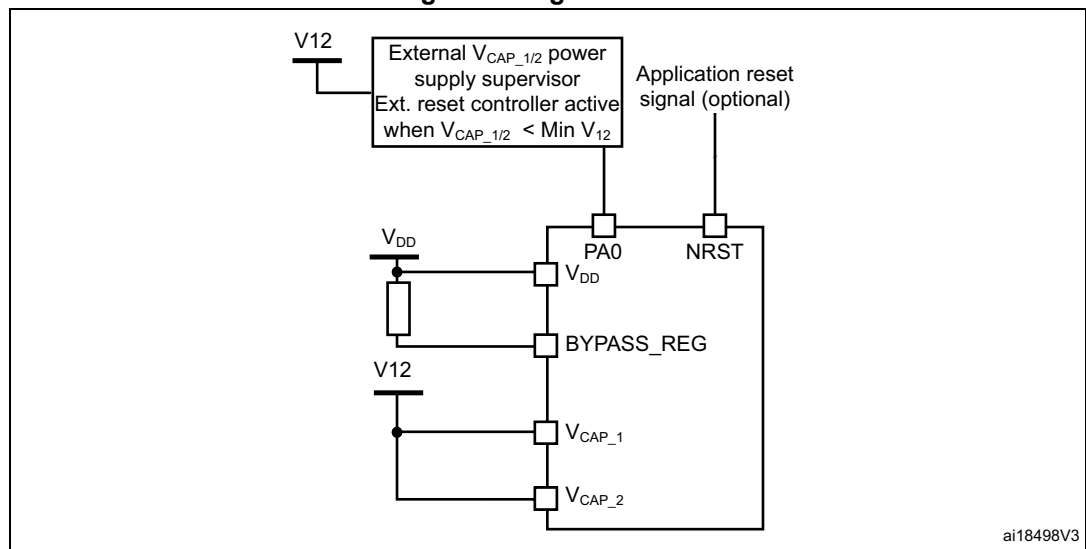 V12
External V_CAP_1/2 power
supply supervisor
Ext. reset controller active
when V_CAP_1/2 < Min V_12
Application reset
signal (optional)
PA0
NRST
V_DD
V_DD
BYPASS_REG
V12
V_CAP_1
V_CAP_2
ai18498V3